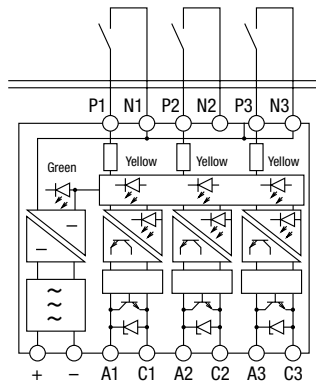 P1 N1 P2 N2 P3 N3
Green Yellow Yellow Yellow
+ − A1 C1 A2 C2 A3 C3